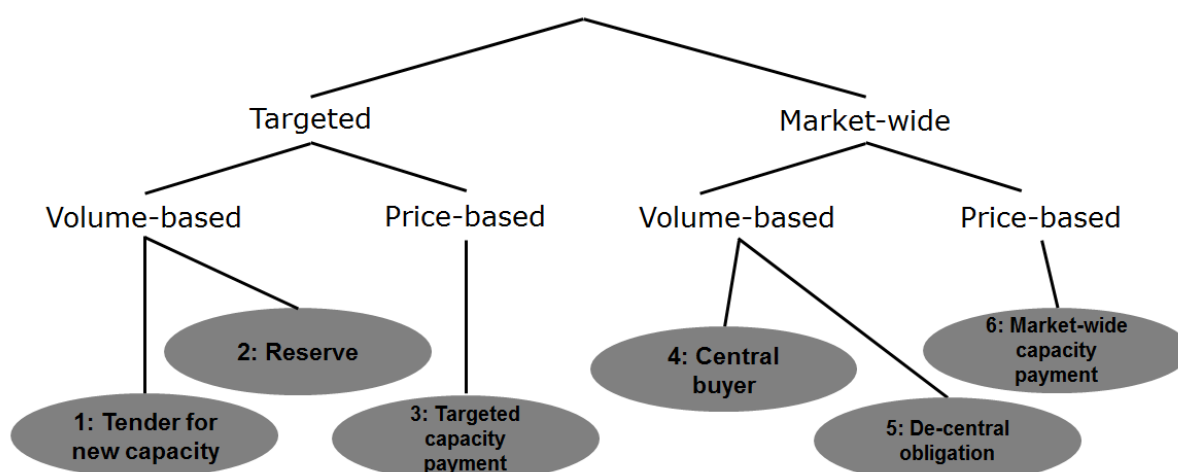 Targeted
Market-wide
Volume-based
Price-based
Volume-based
Price-based
2: Reserve
6: Market-wide
capacity
payment
4: Central
buyer
1: Tender for
new capacity
3: Targeted
capacity
payment
5: De-central
obligation